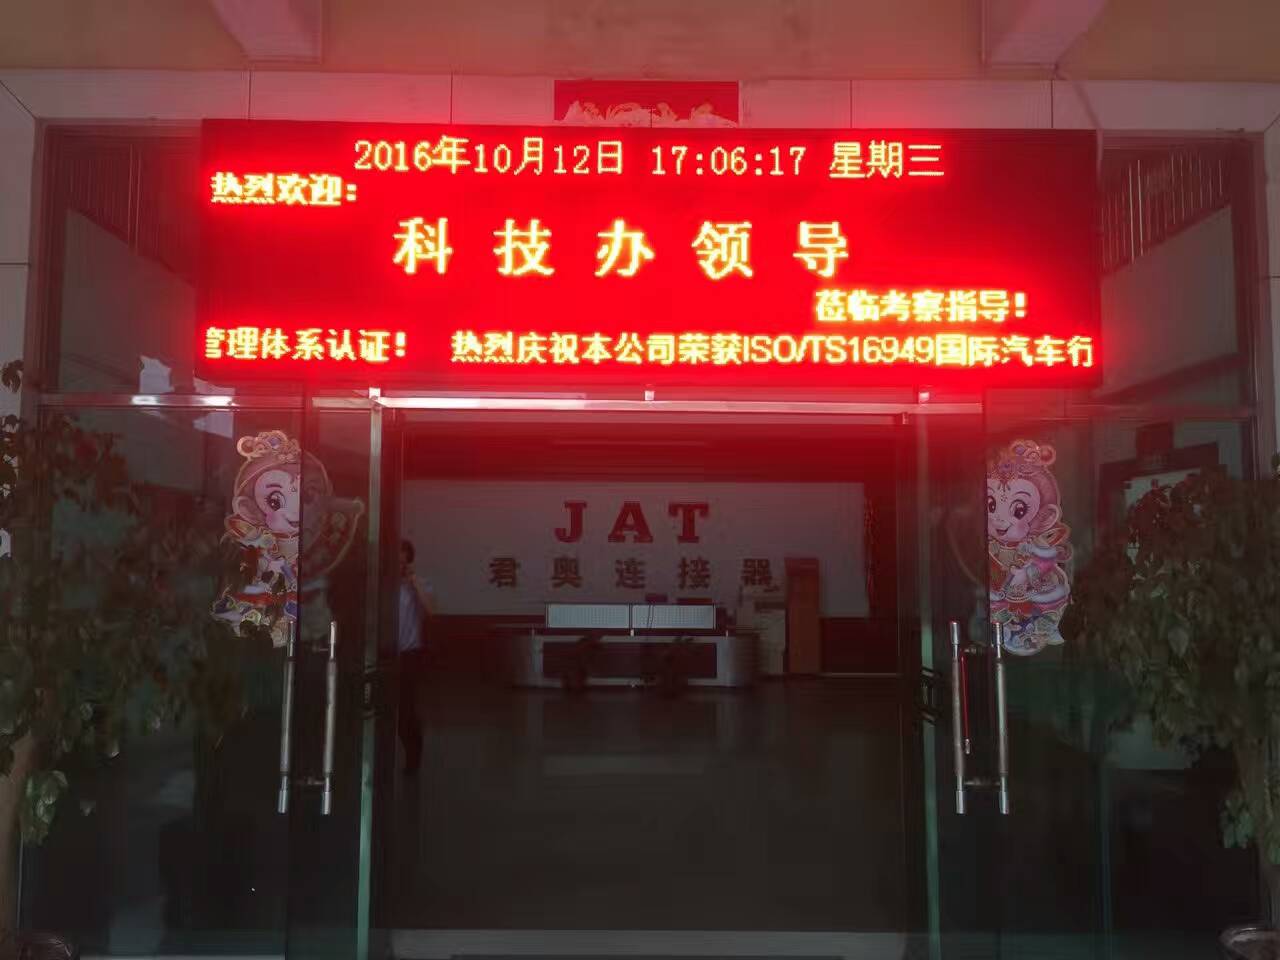 2016年10月12日 17:06:17 星期三
热烈欢迎：
科技办领导
莅临考察指导！
管理体系认证！ 热烈庆祝本公司荣获ISO/TS16949国际汽车行
JAT
君奥连接器